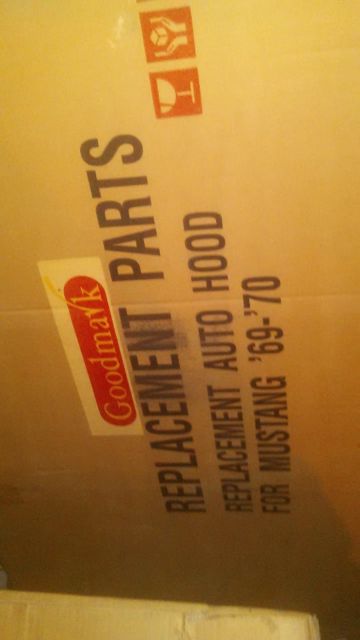 Goodmark
REPLACEMENT PARTS
REPLACEMENT AUTO HOOD
FOR MUSTANG '69-'70